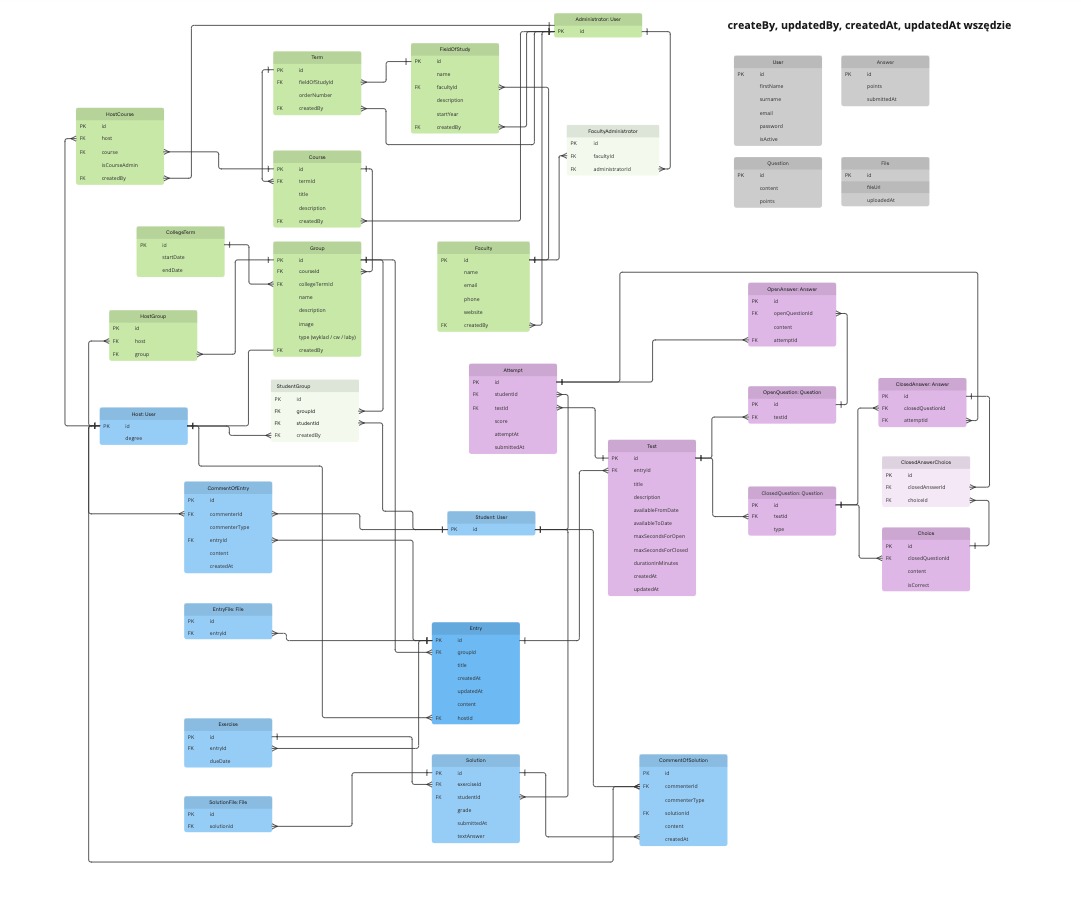 createBy, updatedBy, createdAt, updatedAt wszędzie
Administrator: User
PK id
Term
PK id
FK fieldOfStudyId
orderNumber
FK createdBy
FieldOfStudy
PK id
name
FK facultyId
description
startYear
FK createdBy
User
PK id
firstName
surname
email
password
isActive
Answer
PK id
points
submittedAt
HostCourse
PK id
FK host
FK course
isCourseAdmin
FK createdBy
FacultyAdministrator
PK id
FK facultyId
FK administratorId
Course
PK id
FK termId
title
description
FK createdBy
Question
PK id
content
points
File
PK id
fileUrl
uploadedAt
CollegeTerm
PK id
startDate
endDate
Group
PK id
FK courseId
FK collegeTermId
name
description
image
type (wyklad / cw / laby)
FK createdBy
Faculty
PK id
name
email
phone
website
FK createdBy
HostGroup
PK id
FK host
FK group
OpenAnswer: Answer
PK id
FK openQuestionId
content
FK attemptId
Attempt
PK id
FK studentId
FK testId
score
attemptAt
submittedAt
StudentGroup
PK id
FK groupId
FK studentId
FK createdBy
OpenQuestion: Question
PK id
FK testId
ClosedAnswer: Answer
PK id
FK closedQuestionId
FK attemptId
Host: User
PK id
degree
Test
PK id
FK entryId
title
description
availableFromDate
availableToDate
maxSecondsForOpen
maxSecondsForClosed
durationInMinutes
createdAt
updatedAt
ClosedAnswerChoice
PK id
FK closedAnswerId
FK choiceId
ClosedQuestion: Question
PK id
FK testId
type
CommentOfEntry
PK id
FK commenterId
commenterType
FK entryId
content
createdAt
Student: User
PK id
Choice
PK id
FK closedQuestionId
content
isCorrect
EntryFile: File
PK id
FK entryId
Entry
PK id
FK groupId
title
createdAt
updatedAt
content
FK hostId
Exercise
PK id
FK entryId
dueDate
Solution
PK id
FK exerciseId
FK studentId
grade
submittedAt
textAnswer
CommentOfSolution
PK id
FK commenterId
commenterType
FK solutionId
content
createdAt
SolutionFile: File
PK id
FK solutionId